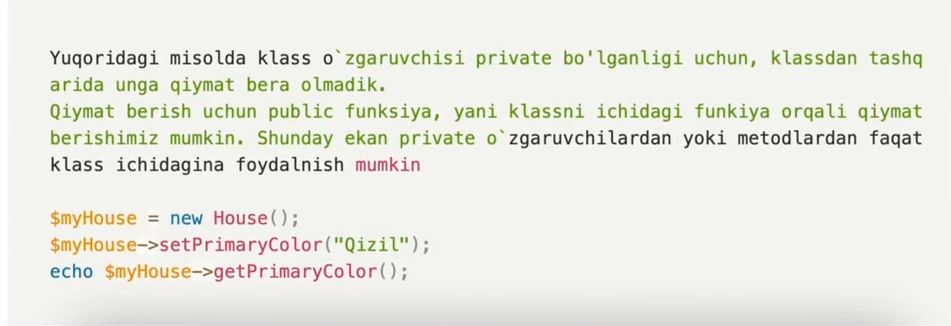 Yuqoridagi misolda klass o`zgaruvchisi private bo'lganligi uchun, klassdan tashq
arida unga qiymat bera olmadik.
Qiymat berish uchun public funksiya, yani klassni ichidagi funkiya orqali qiymat
berishimiz mumkin. Shunday ekan private o`zgaruvchilardan yoki metodlardan faqat
klass ichidagina foydalnish mumkin
$myHouse = new House();
$myHouse->setPrimaryColor("Qizil");
echo $myHouse->getPrimaryColor();